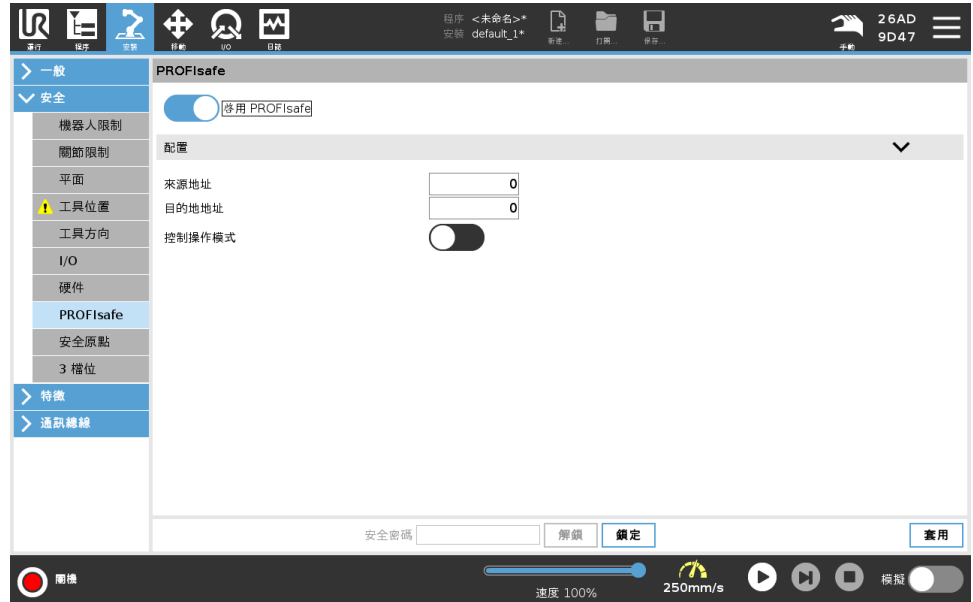 運行
程序
安裝
移動
I/O
日誌
程序 <未命名>*
安裝 default_1*
新建...
打開...
保存...
手動
26AD
9D47
一般
安全
機器人限制
關節限制
平面
工具位置
工具方向
I/O
硬件
PROFIsafe
安全原點
3 檔位
特徵
通訊總線
PROFIsafe
啓用 PROFIsafe
配置
來源地址
0
目的地地址
0
控制操作模式
安全密碼
解鎖
鎖定
套用
關機
速度 100%
250mm/s
模擬